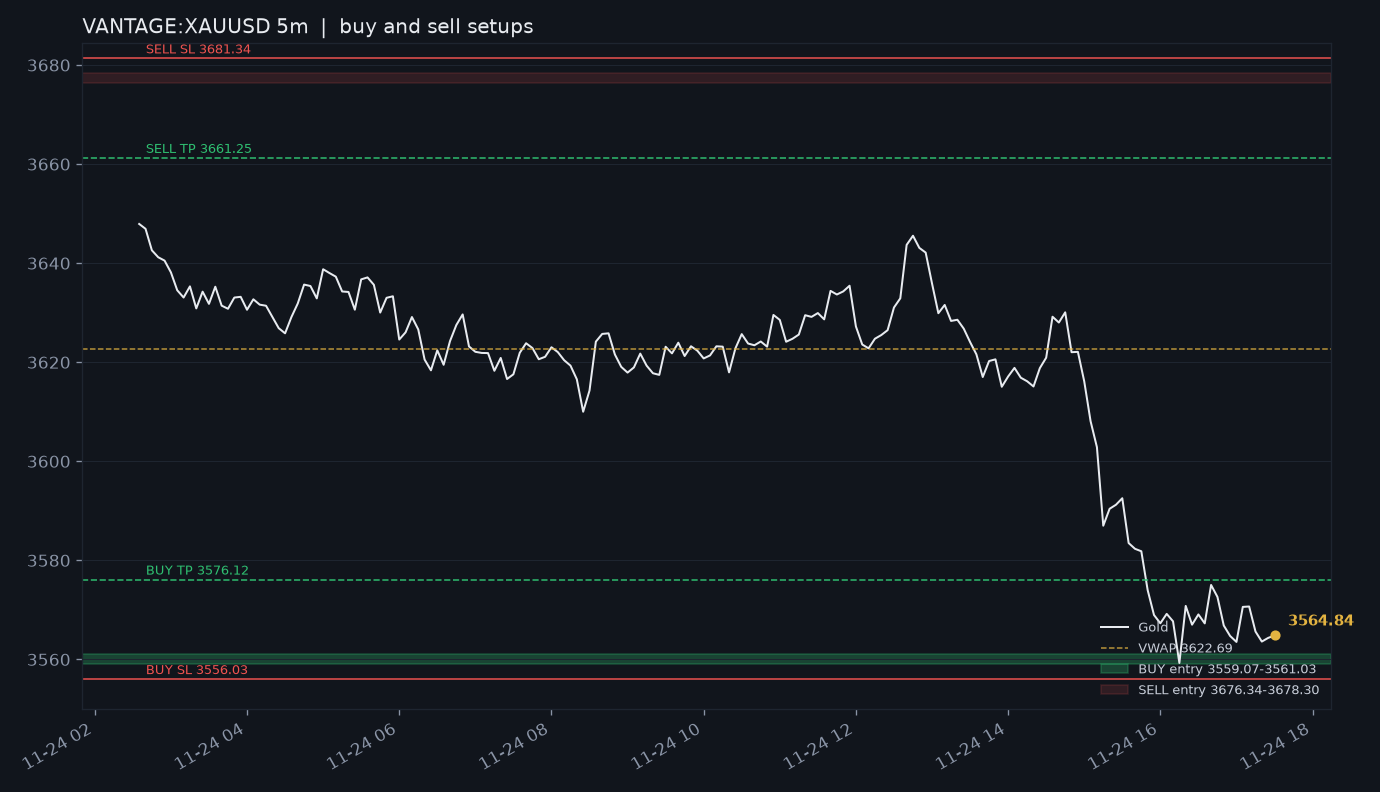 VANTAGE:XAUUSD 5m | buy and sell setups
SELL SL 3681.34
3680
SELL TP 3661.25
3660
3640
3620
3600
3580
BUY TP 3576.12
3564.84
Gold
VWAP 3622.69
3560
BUY SL 3556.03
BUY entry 3559.07-3561.03
SELL entry 3676.34-3678.30
11-24 02
11-24 04
11-24 06
11-24 08
11-24 10
11-24 12
11-24 14
11-24 16
11-24 18